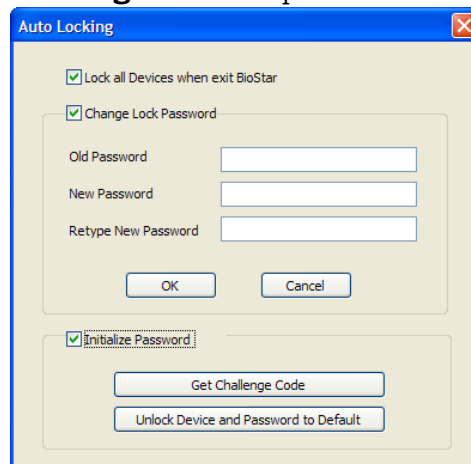 Auto Locking
Lock all Devices when exit BioStar
Change Lock Password
Old Password
New Password
Retype New Password
OK Cancel
Initialize Password
Get Challenge Code
Unlock Device and Password to Default